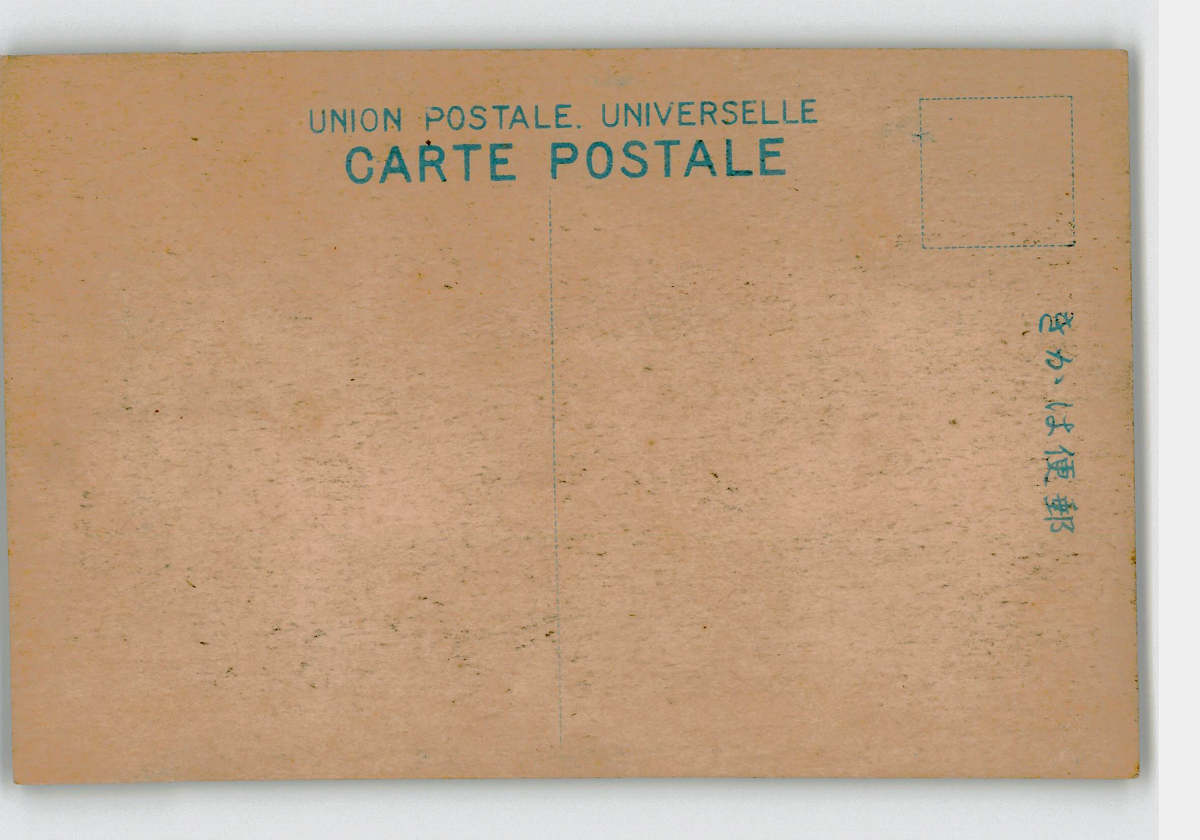 UNION POSTALE. UNIVERSELLE
CARTE POSTALE
きかは便郵